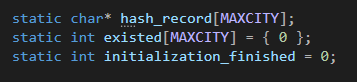 static char* hash_record[MAXCITY];
static int existed[MAXCITY] = { 0 };
static int initialization_finished = 0;